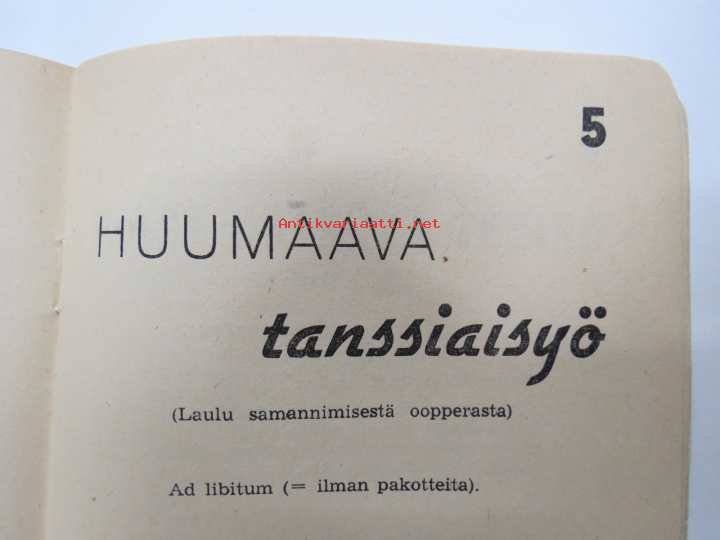 5
HUUMAAVA
Antikvariaatti.net
tanssiaisyö
(Laulu samannimisestä oopperasta)
Ad libitum (= ilman pakotteita).